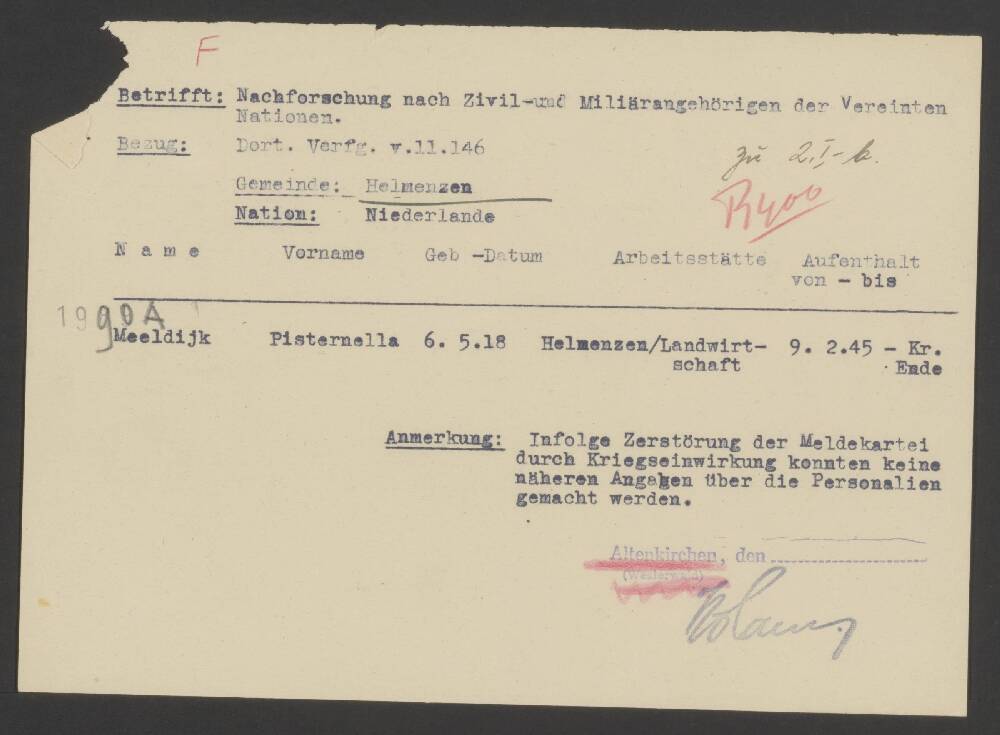 F
Betrifft: Nachforschung nach Zivil-und Miliärangehörigen der Vereinten
Nationen.
Bezug: Dort. Verfg. v.11.146
zu 2.I-b.
Gemeinde: Helmenzen
R400
Nation: Niederlande
N a m e Vorname Geb -Datum Arbeitsstätte Aufenthalt
von - bis
1990A
Meeldijk Pisternella 6. 5.18 Helmenzen/Landwirt- 9. 2.45 - Kr.
schaft Ende
Anmerkung: Infolge Zerstörung der Meldekartei
durch Kriegseinwirkung konnten keine
näheren Angaben über die Personalien
gemacht werden.
Altenkirchen, den
(Westerwald)